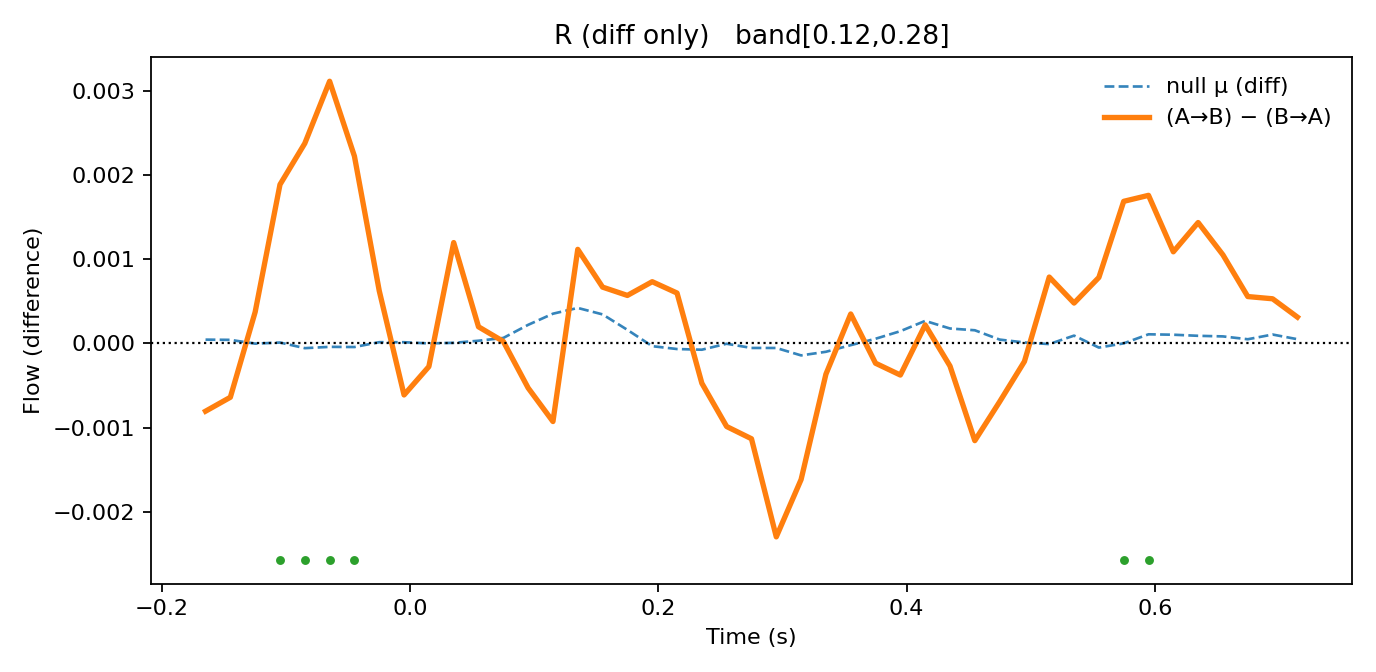 R (diff only)   band[0.12,0.28]
null μ (diff)
(A→B) − (B→A)
Flow (difference)
0.003
0.002
0.001
0.000
−0.001
−0.002
−0.2
0.0
0.2
0.4
0.6
Time (s)